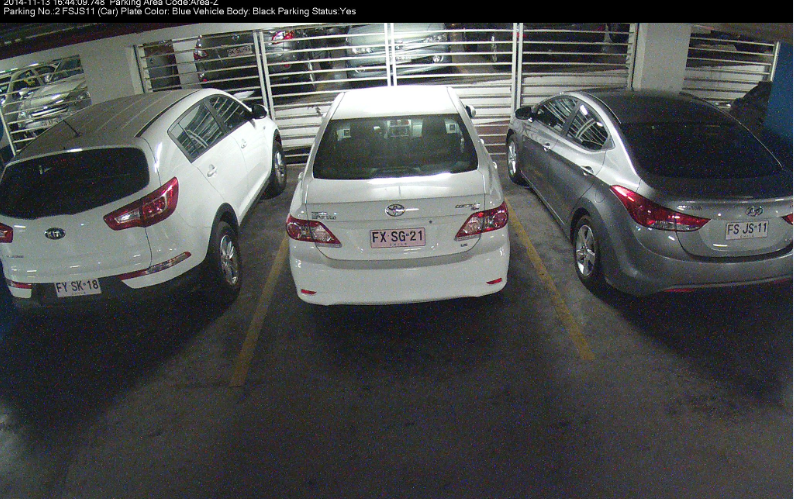 2014-11-13 16:44:09.748 Parking Area Code:Area-Z
Parking No.:2 FSJS11 (Car) Plate Color: Blue Vehicle Body: Black Parking Status:Yes
KIA
FY SK·18
FX SG·21
FS JS·11